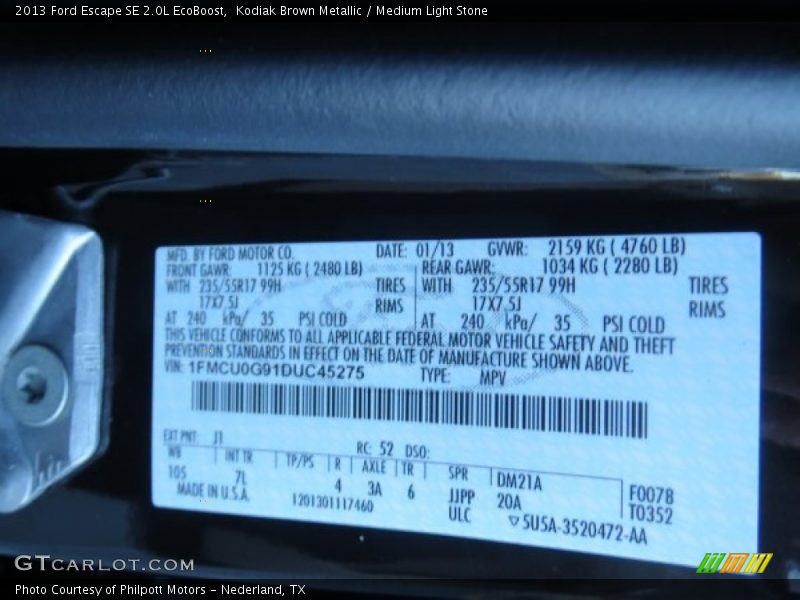 2013 Ford Escape SE 2.0L EcoBoost,  Kodiak Brown Metallic / Medium Light Stone
MFD. BY FORD MOTOR CO. DATE: 01/13 GVWR: 2159 KG ( 4760 LB)
FRONT GAWR: 1125 KG ( 2480 LB) REAR GAWR: 1034 KG ( 2280 LB)
WITH 235/55R17 99H TIRES WITH 235/55R17 99H TIRES
17X7.5J RIMS 17X7.5J RIMS
AT 240 kPa/ 35 PSI COLD AT 240 kPa/ 35 PSI COLD
THIS VEHICLE CONFORMS TO ALL APPLICABLE FEDERAL MOTOR VEHICLE SAFETY AND THEFT
PREVENTION STANDARDS IN EFFECT ON THE DATE OF MANUFACTURE SHOWN ABOVE.
VIN: 1FMCU0G91DUC45275 TYPE: MPV
EXT PNT: J1 RC: 52 DSO:
WB INT TR TP/PS R AXLE TR SPR DM21A F0078
105 7L 4 3A 6 JJPP 20A T0352
MADE IN U.S.A. 1201301117460 ULC ▽5U5A-3520472-AA
GTCARLOT.COM
Photo Courtesy of Philpott Motors - Nederland, TX